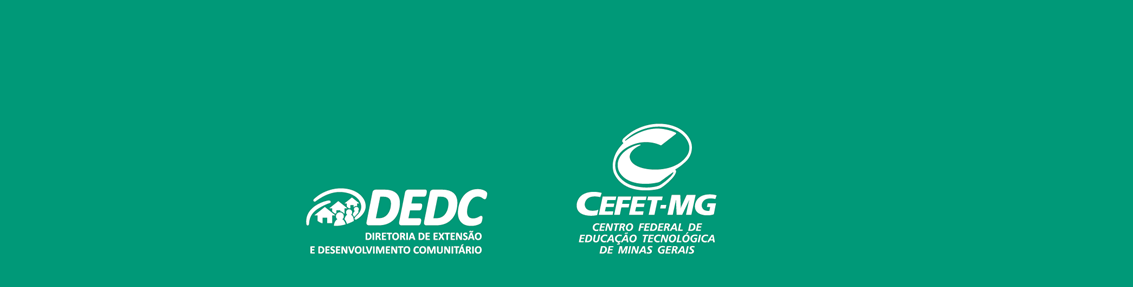 DEDC
DIRETORIA DE EXTENSÃO
E DESENVOLVIMENTO COMUNITÁRIO
CEFET-MG
CENTRO FEDERAL DE
EDUCAÇÃO TECNOLÓGICA
DE MINAS GERAIS